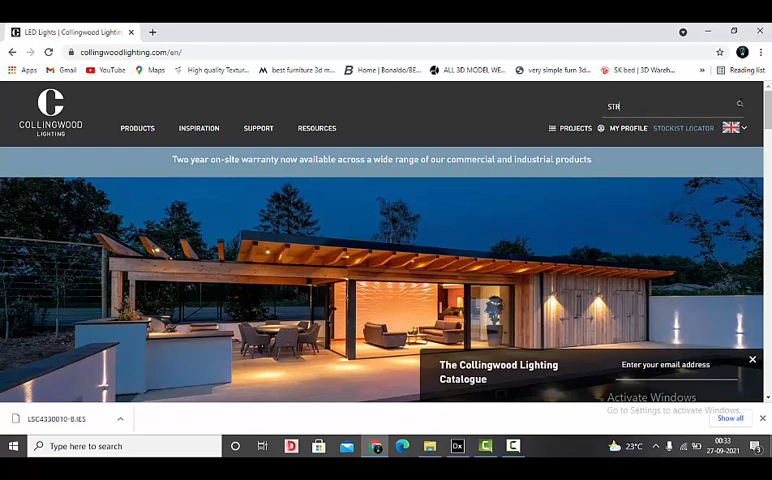 LED Lights | Collingwood Lightin
collingwoodlighting.com/en/
Apps
Gmail
YouTube
Maps
High quality Textur...
best furniture 3d m...
Home | Bonaldo/BE...
ALL 3D MODEL WE...
very simple furn 3d...
SK bed | 3D Wareh...
»
Reading list
C
COLLINGWOOD
LIGHTING
STR
PRODUCTS
INSPIRATION
SUPPORT
RESOURCES
PROJECTS
MY PROFILE
STOCKIST LOCATOR
Two year on-site warranty now available across a wide range of our commercial and industrial products
The Collingwood Lighting
Catalogue
Enter your email address
Activate Windows
Go to Settings to activate Windows.
LSC4330010-B.IES
Show all
Type here to search
D
Dx
23°C
00:33
27-09-2021
3